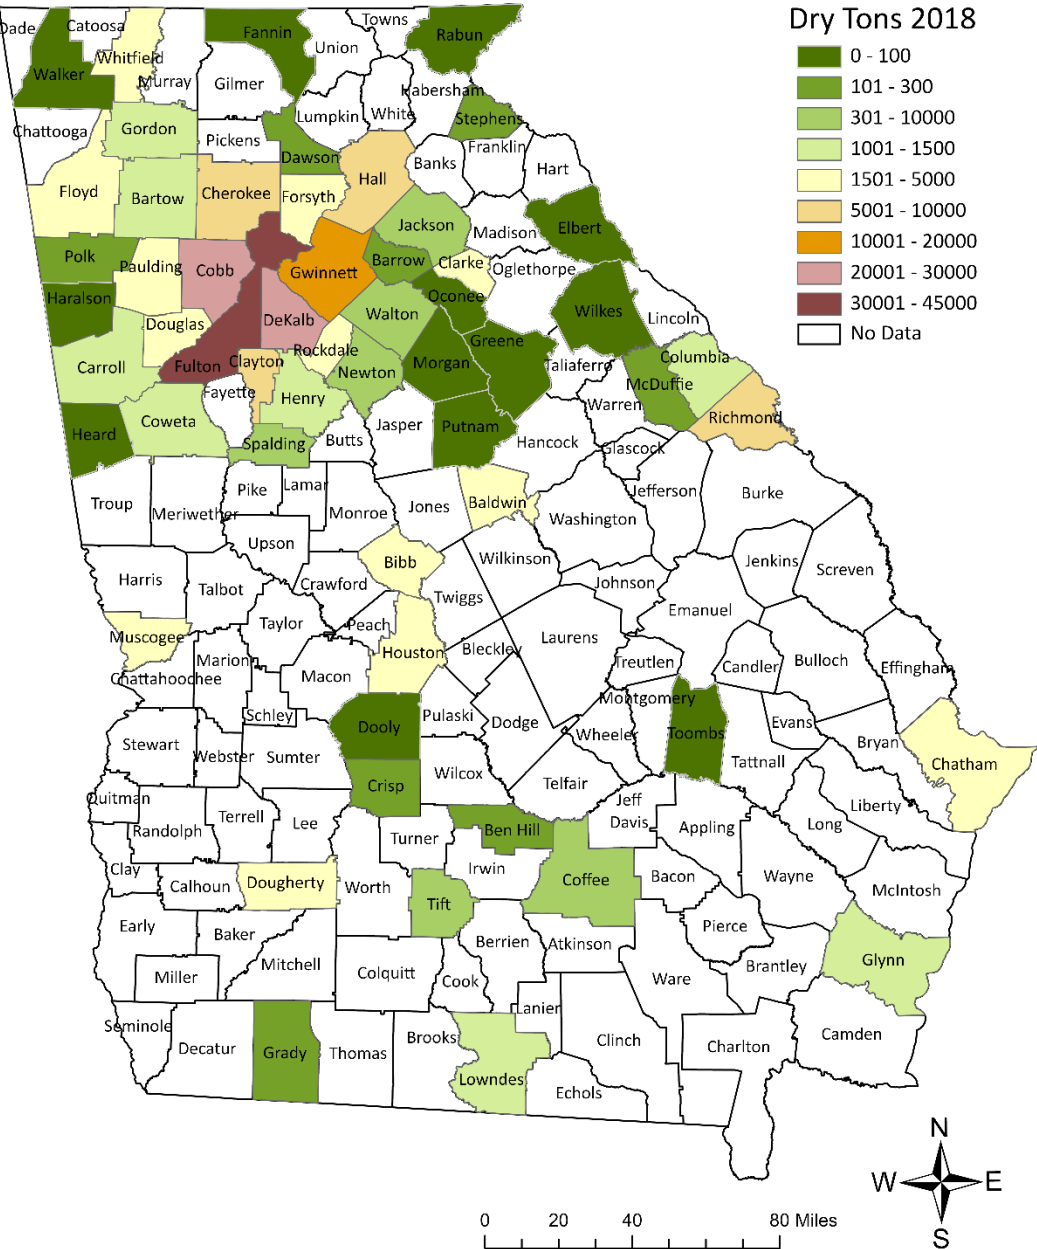 Dry Tons 2018
0 - 100
101 - 300
301 - 10000
1001 - 1500
1501 - 5000
5001 - 10000
10001 - 20000
20001 - 30000
30001 - 45000
No Data
Dade
Catoosa
Whitfield
Walker
Murray
Fannin
Union
Towns
Rabun
Gilmer
Habersham
Chattooga
Gordon
Pickens
Lumpkin
White
Stephens
Dawson
Banks
Franklin
Hart
Floyd
Bartow
Cherokee
Forsyth
Hall
Jackson
Madison
Elbert
Polk
Paulding
Cobb
Gwinnett
Barrow
Clarke
Oglethorpe
Haralson
Douglas
DeKalb
Walton
Oconee
Wilkes
Lincoln
Carroll
Fulton
Clayton
Rockdale
Newton
Morgan
Greene
Taliaferro
McDuffie
Columbia
Fayette
Henry
Warren
Richmond
Heard
Coweta
Spalding
Butts
Jasper
Putnam
Hancock
Glascock
Troup
Meriwether
Pike
Lamar
Monroe
Jones
Baldwin
Washington
Jefferson
Burke
Upson
Bibb
Wilkinson
Jenkins
Screven
Harris
Talbot
Crawford
Twiggs
Johnson
Emanuel
Muscogee
Taylor
Peach
Houston
Bleckley
Laurens
Treutlen
Candler
Bulloch
Effingham
Chattahoochee
Marion
Macon
Schley
Dooly
Pulaski
Dodge
Montgomery
Wheeler
Toombs
Evans
Bryan
Stewart
Webster
Sumter
Crisp
Wilcox
Telfair
Tattnall
Chatham
Quitman
Randolph
Terrell
Lee
Turner
Ben Hill
Jeff
Davis
Appling
Long
Liberty
Clay
Calhoun
Dougherty
Worth
Irwin
Coffee
Bacon
Wayne
McIntosh
Early
Baker
Tift
Berrien
Atkinson
Pierce
Miller
Mitchell
Colquitt
Cook
Ware
Brantley
Glynn
Seminole
Decatur
Grady
Thomas
Brooks
Lanier
Clinch
Charlton
Camden
Lowndes
Echols
N
W
E
S
0 20 40 80 Miles